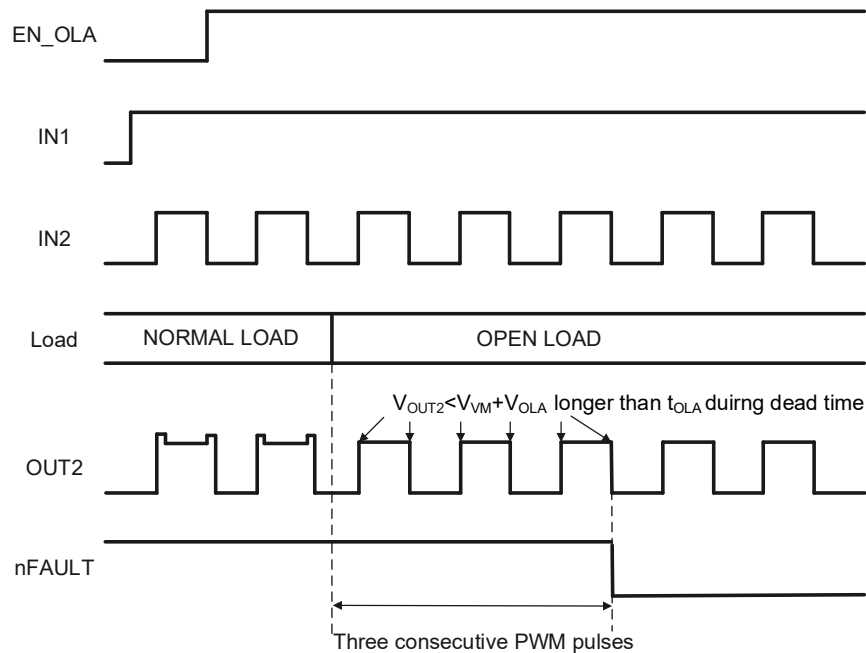 EN_OLA
IN1
IN2
Load
NORMAL LOAD
OPEN LOAD
VOUT2<VVM+VOLA longer than tOLA duirng dead time
OUT2
nFAULT
Three consecutive PWM pulses